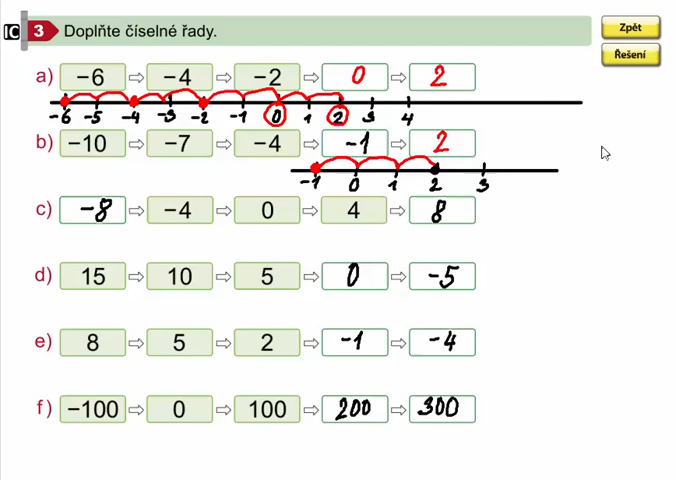 IC 3 Doplňte číselné řady. Zpět
Řešení
a) −6 ⇨ −4 ⇨ −2 ⇨ 0 ⇨ 2
-6 -5 -4 -3 -2 -1 0 1 2 3 4
b) −10 ⇨ −7 ⇨ −4 ⇨ -1 ⇨ 2
-1 0 1 2 3
c) -8 ⇨ −4 ⇨ 0 ⇨ 4 ⇨ 8
d) 15 ⇨ 10 ⇨ 5 ⇨ 0 ⇨ -5
e) 8 ⇨ 5 ⇨ 2 ⇨ -1 ⇨ -4
f) −100 ⇨ 0 ⇨ 100 ⇨ 200 ⇨ 300